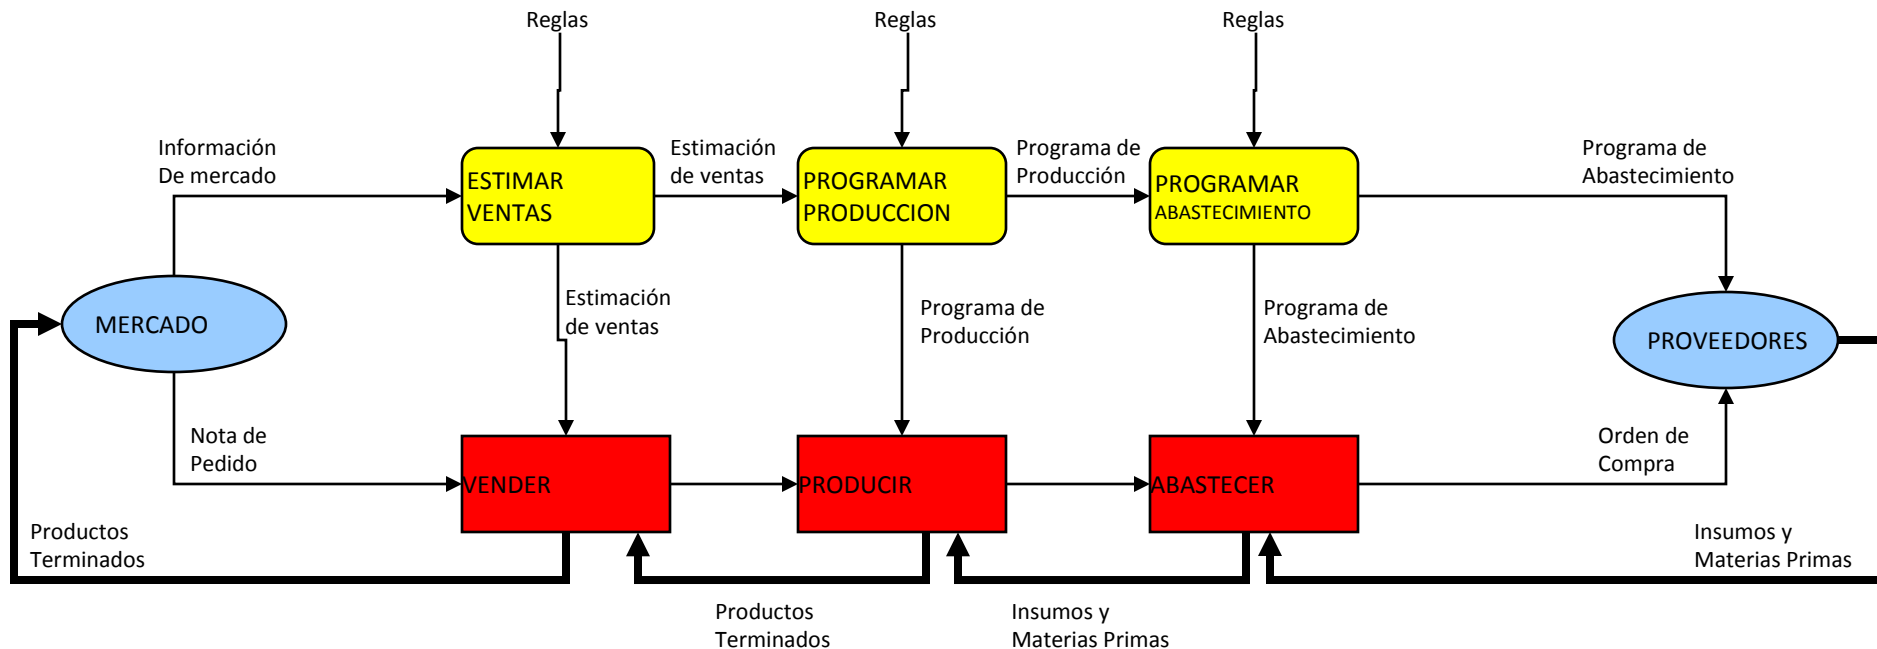 Reglas
Reglas
Reglas
Información
De mercado
Estimación
de ventas
Programa de
Producción
Programa de
Abastecimiento
ESTIMAR
VENTAS
PROGRAMAR
PRODUCCION
PROGRAMAR
ABASTECIMIENTO
MERCADO
Estimación
de ventas
Programa de
Producción
Programa de
Abastecimiento
PROVEEDORES
Nota de
Pedido
Orden de
Compra
VENDER
PRODUCIR
ABASTECER
Productos
Terminados
Insumos y
Materias Primas
Productos
Terminados
Insumos y
Materias Primas